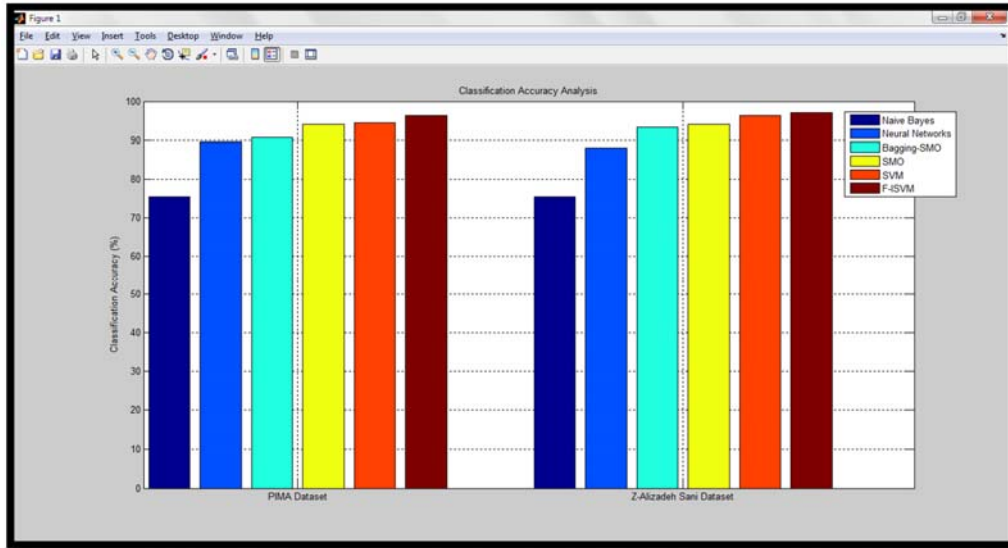 Figure 1
File Edit View Insert Tools Desktop Window Help
Classification Accuracy Analysis
Classification Accuracy (%)
100
90
80
70
60
50
40
30
20
10
0
PIMA Dataset
Z-Alizadeh Sani Dataset
Naive Bayes
Neural Networks
Bagging-SMO
SMO
SVM
F-ISVM